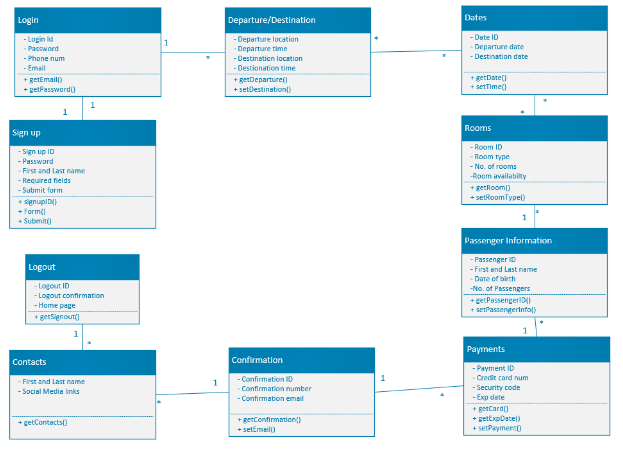 Login
- Login Id
- Password
- Phone num
- Email
+ getEmail()
+ getPassword()
1
*
Departure/Destination
- Departure location
- Departure time
- Destination location
- Destionation time
+ getDeparture()
+ setDestination()
*
*
Dates
- Date ID
- Departure date
- Destination date
+ getDate()
+ setTime()
*
*
1
1
Sign up
- Sign up ID
- Password
- First and Last name
- Required fields
- Submit form
+ signupID()
+ Form()
+ Submit()
Rooms
- Room ID
- Room type
- No. of rooms
-Room availabilty
+ getRoom()
+ setRoomType()
1
*
Passenger Information
- Passenger ID
- First and Last name
- Date of birth
-No. of Passengers
+ getPassengerID()
+ setPassengerInfo()
*
1
Logout
- Logout ID
- Logout confirmation
- Home page
+ getSignout()
1
*
Contacts
- First and Last name
- Social Media links
+ getContacts()
*
1
Confirmation
- Confirmation ID
- Confirmation number
- Confirmation email
+ getConfirmation()
+ setEmail()
1
*
Payments
- Payment ID
- Credit card num
- Security code
- Exp date
+ getCard()
+ getExpDate()
+ setPayment()